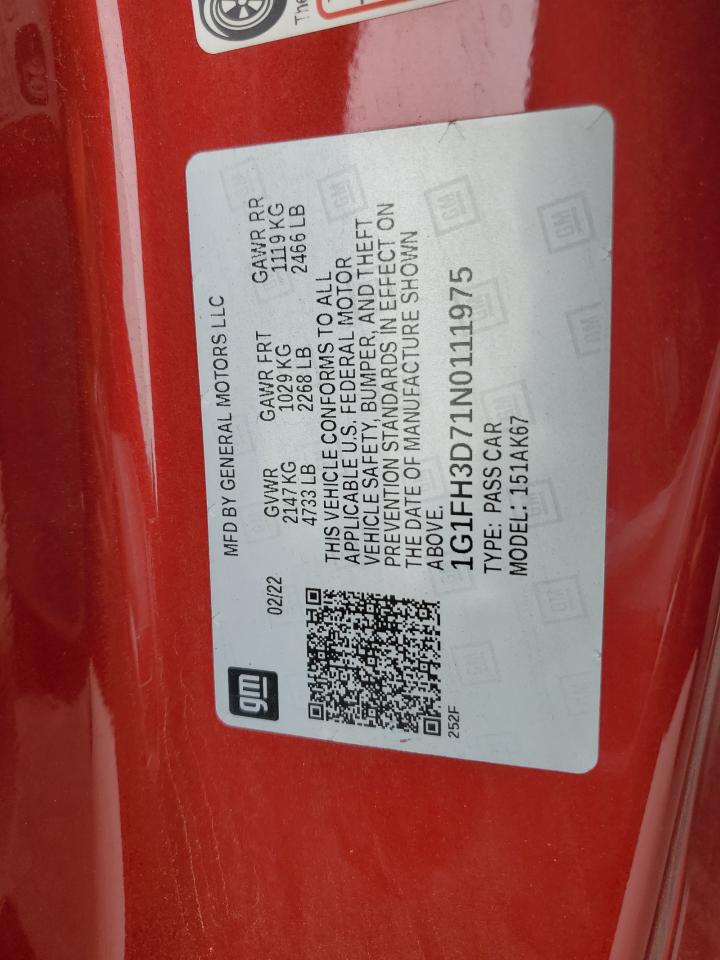 The
gm
MFD BY GENERAL MOTORS LLC
02/22
GVWR GAWR FRT GAWR RR
2147 KG 1029 KG 1119 KG
4733 LB 2268 LB 2466 LB
THIS VEHICLE CONFORMS TO ALL
APPLICABLE U.S. FEDERAL MOTOR
VEHICLE SAFETY, BUMPER, AND THEFT
PREVENTION STANDARDS IN EFFECT ON
THE DATE OF MANUFACTURE SHOWN
ABOVE.
1G1FH3D71N0111975
TYPE: PASS CAR
MODEL: 151AK67
252F